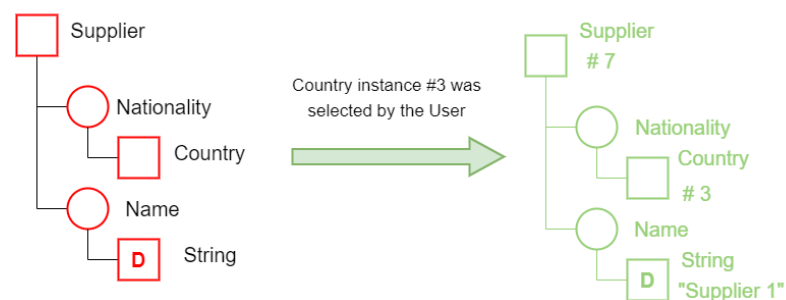 Supplier
Nationality
Country
Name
D
String
Country instance #3 was
selected by the User
Supplier
# 7
Nationality
Country
# 3
Name
String
D
"Supplier 1"